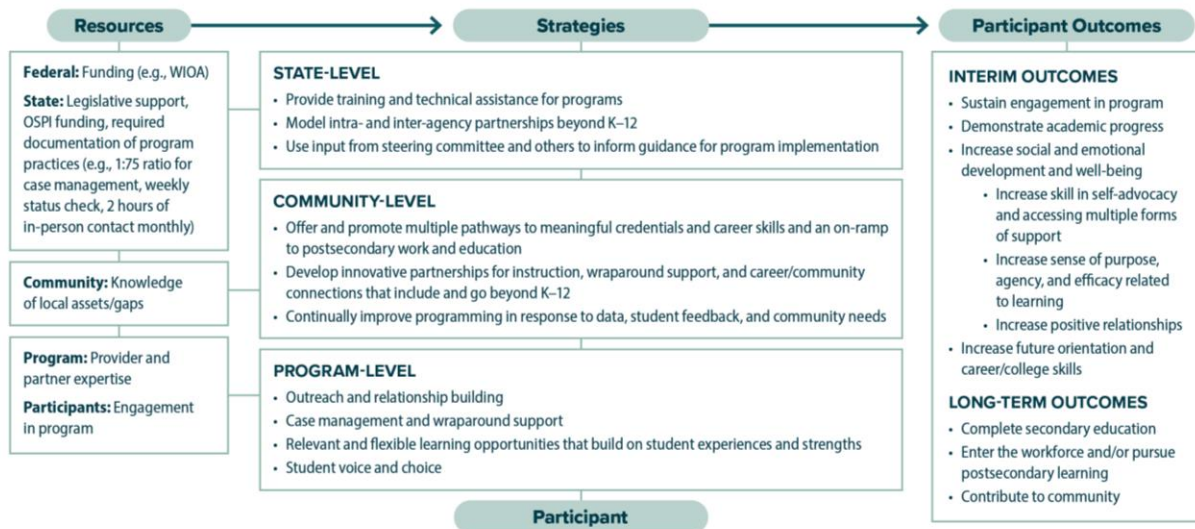 Resources
Strategies
Participant Outcomes
Federal: Funding (e.g., WIOA)
State: Legislative support,
OSPI funding, required
documentation of program
practices (e.g., 1:75 ratio for
case management, weekly
status check, 2 hours of
in-person contact monthly)
Community: Knowledge
of local assets/gaps
Program: Provider and
partner expertise
Participants: Engagement
in program
STATE-LEVEL
• Provide training and technical assistance for programs
• Model intra- and inter-agency partnerships beyond K–12
• Use input from steering committee and others to inform guidance for program implementation
COMMUNITY-LEVEL
• Offer and promote multiple pathways to meaningful credentials and career skills and an on-ramp
to postsecondary work and education
• Develop innovative partnerships for instruction, wraparound support, and career/community
connections that include and go beyond K–12
• Continually improve programming in response to data, student feedback, and community needs
PROGRAM-LEVEL
• Outreach and relationship building
• Case management and wraparound support
• Relevant and flexible learning opportunities that build on student experiences and strengths
• Student voice and choice
Participant
INTERIM OUTCOMES
• Sustain engagement in program
• Demonstrate academic progress
• Increase social and emotional
development and well-being
• Increase skill in self-advocacy
and accessing multiple forms
of support
• Increase sense of purpose,
agency, and efficacy related
to learning
• Increase positive relationships
• Increase future orientation and
career/college skills
LONG-TERM OUTCOMES
• Complete secondary education
• Enter the workforce and/or pursue
postsecondary learning
• Contribute to community